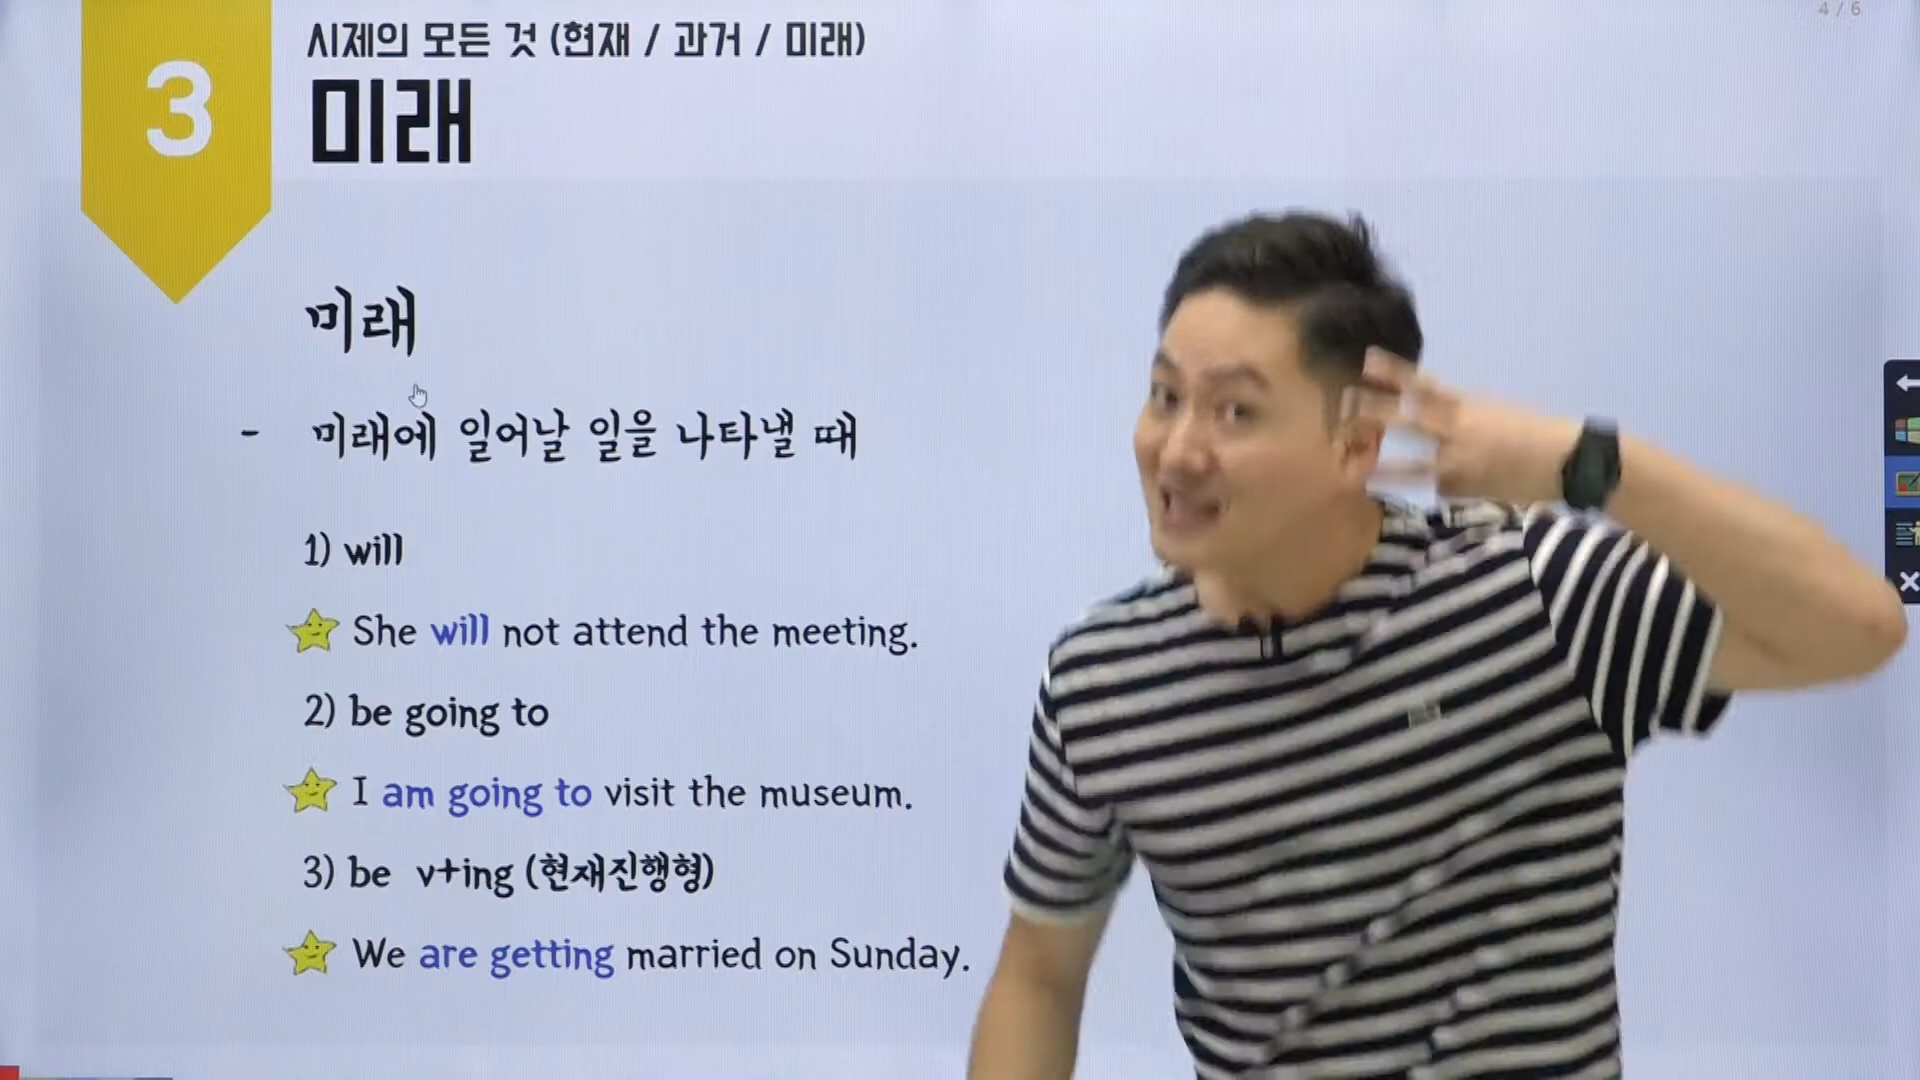 4 / 6
3
시제의 모든 것 (현재 / 과거 / 미래)
미래
미래
- 미래에 일어날 일을 나타낼 때
1) will
She will not attend the meeting.
2) be going to
I am going to visit the museum.
3) be v+ing (현재진행형)
We are getting married on Sunday.